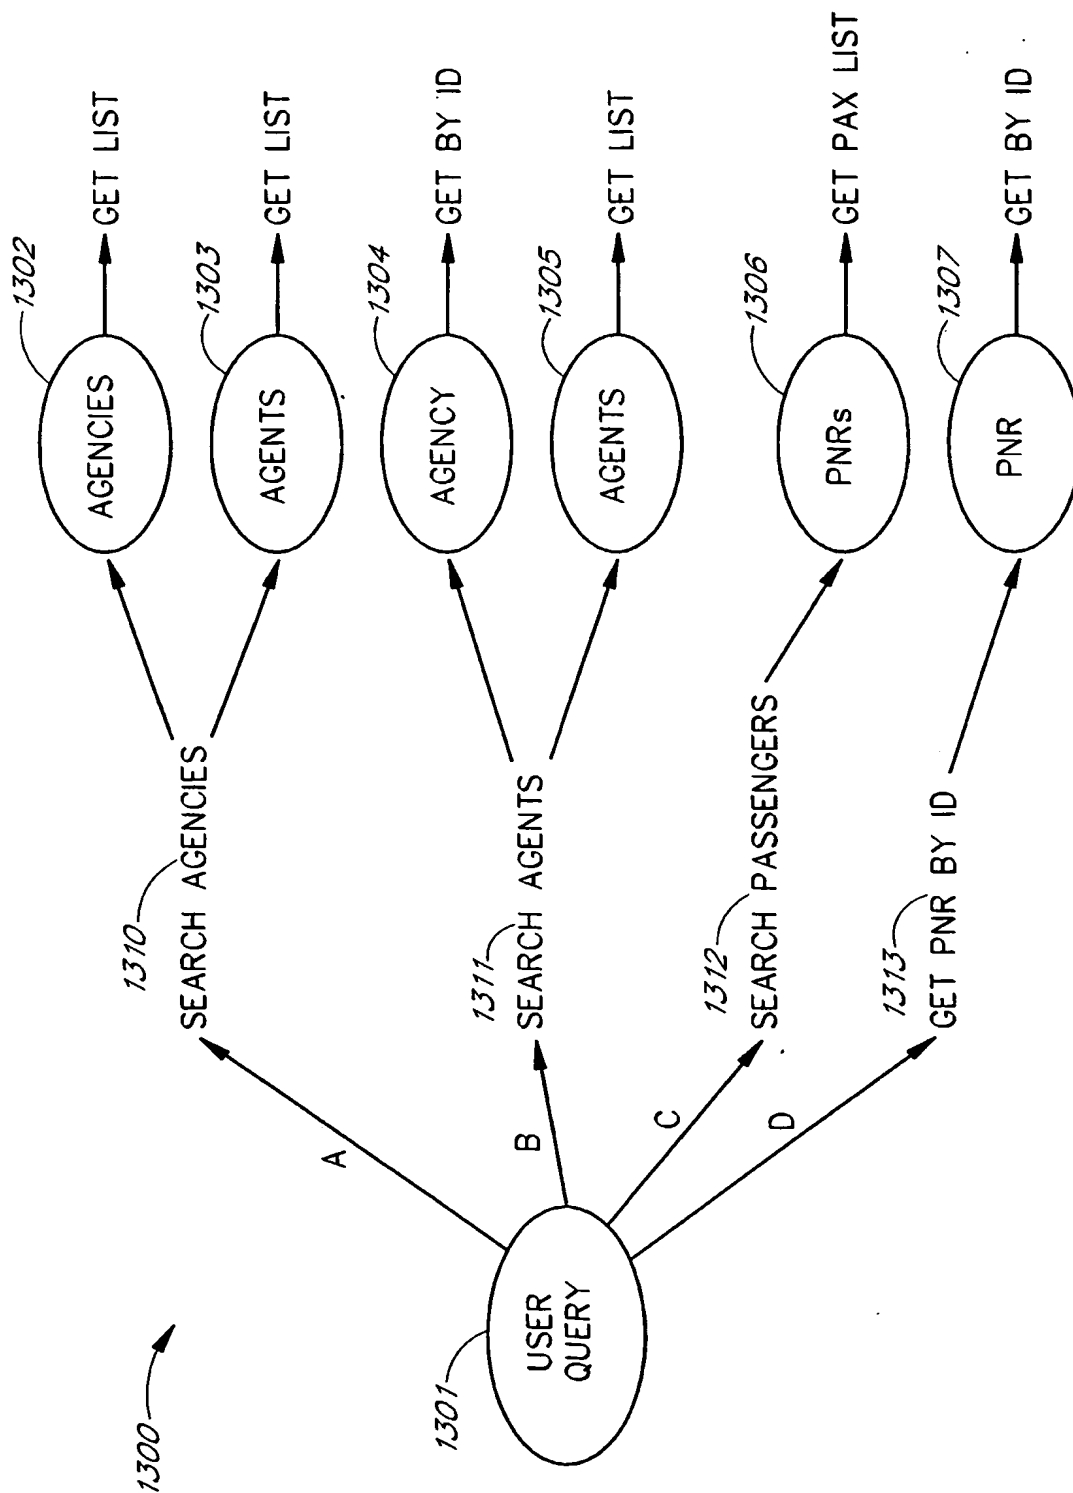 1300
1301
USER
QUERY
A
B
C
D
1310
SEARCH AGENCIES
1311
SEARCH AGENTS
1312
SEARCH PASSENGERS
1313
GET PNR BY ID
1302
AGENCIES
GET LIST
1303
AGENTS
GET LIST
1304
AGENCY
GET BY ID
1305
AGENTS
GET LIST
1306
PNRs
GET PAX LIST
1307
PNR
GET BY ID